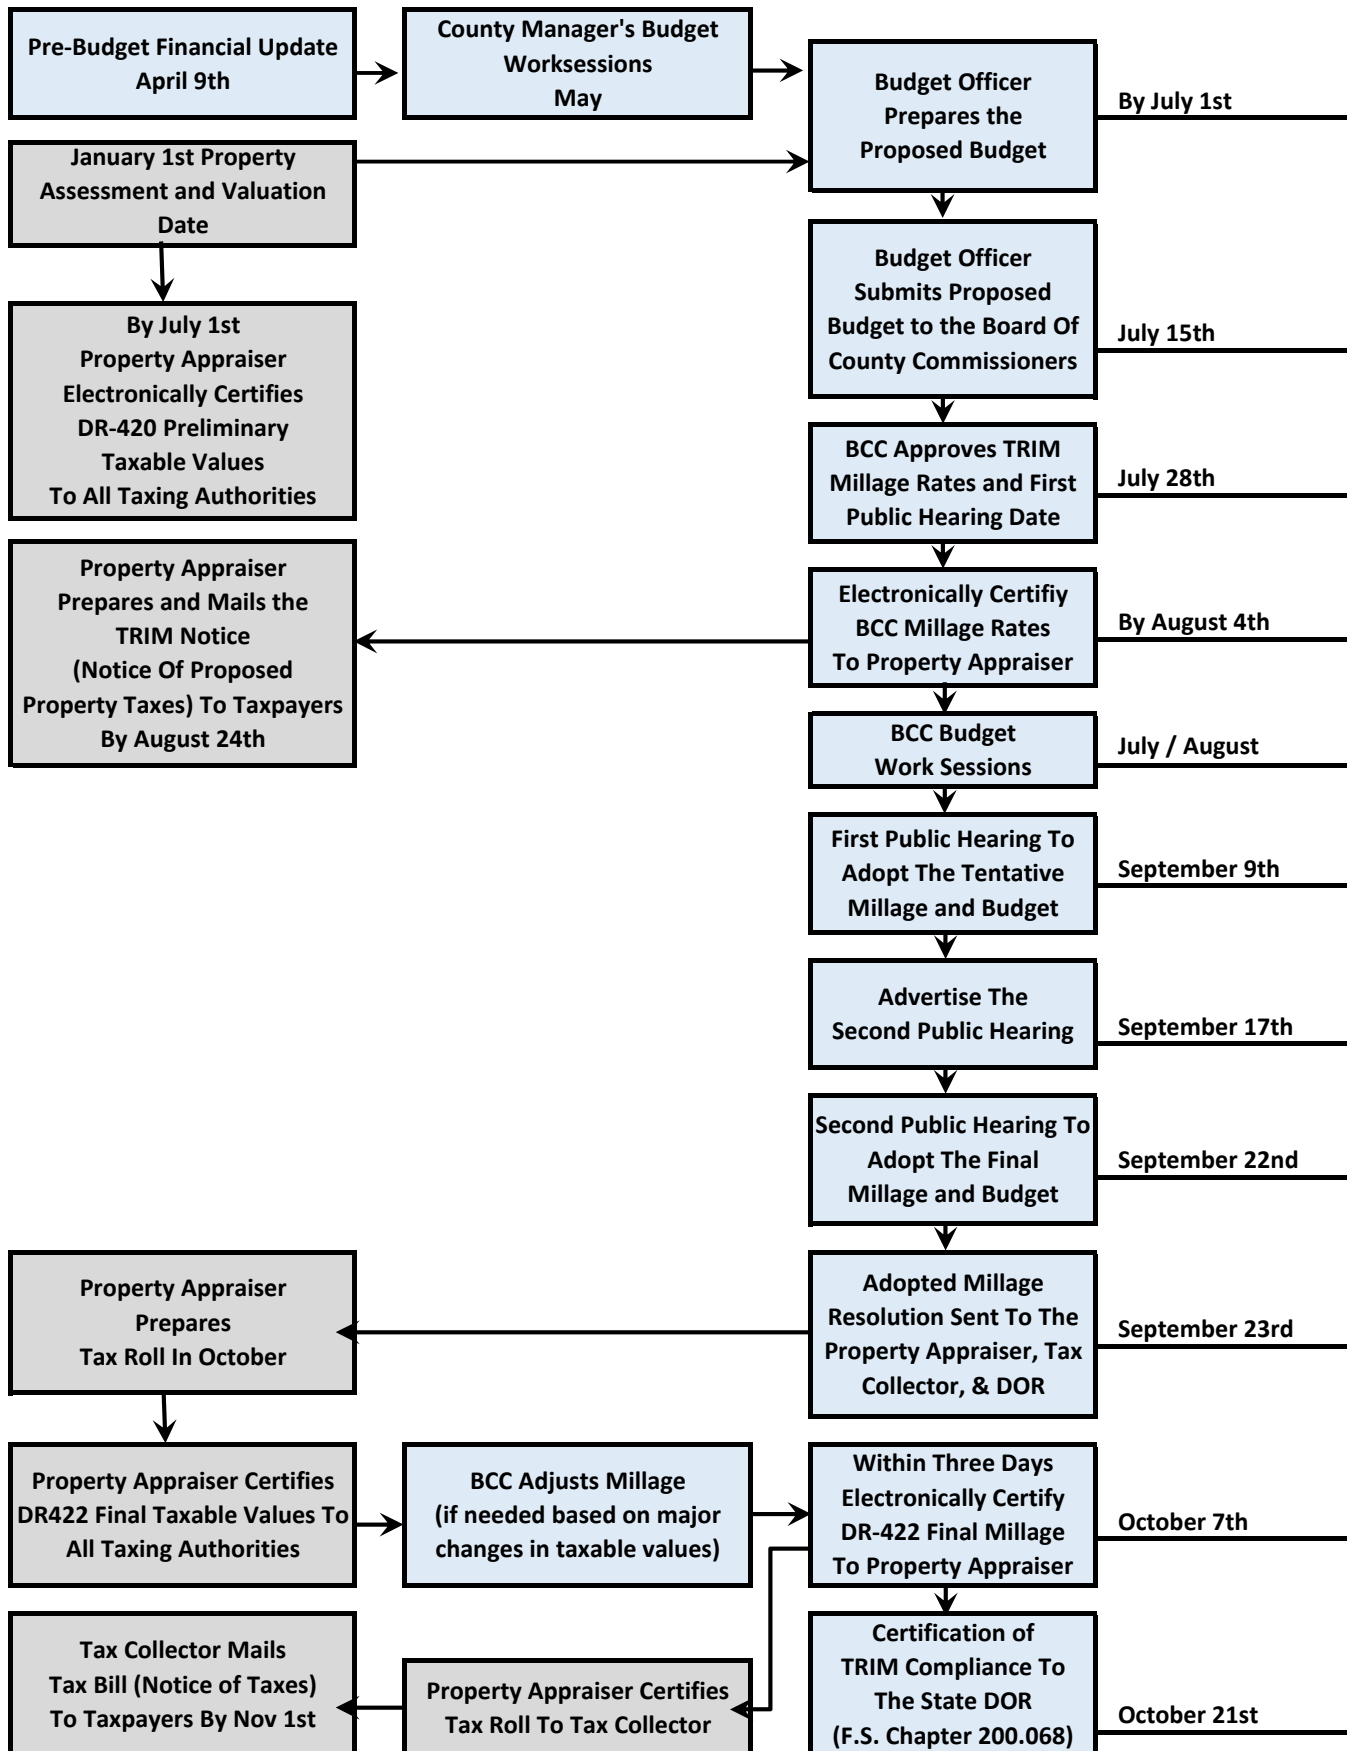 Pre-Budget Financial Update
April 9th
County Manager's Budget
Worksessions
May
Budget Officer
Prepares the
Proposed Budget
By July 1st
January 1st Property
Assessment and Valuation
Date
Budget Officer
Submits Proposed
Budget to the Board Of
County Commissioners
July 15th
By July 1st
Property Appraiser
Electronically Certifies
DR-420 Preliminary
Taxable Values
To All Taxing Authorities
BCC Approves TRIM
Millage Rates and First
Public Hearing Date
July 28th
Property Appraiser
Prepares and Mails the
TRIM Notice
(Notice Of Proposed
Property Taxes) To Taxpayers
By August 24th
Electronically Certifiy
BCC Millage Rates
To Property Appraiser
By August 4th
BCC Budget
Work Sessions
July / August
First Public Hearing To
Adopt The Tentative
Millage and Budget
September 9th
Advertise The
Second Public Hearing
September 17th
Second Public Hearing To
Adopt The Final
Millage and Budget
September 22nd
Property Appraiser
Prepares
Tax Roll In October
Adopted Millage
Resolution Sent To The
Property Appraiser, Tax
Collector, & DOR
September 23rd
Property Appraiser Certifies
DR422 Final Taxable Values To
All Taxing Authorities
BCC Adjusts Millage
(if needed based on major
changes in taxable values)
Within Three Days
Electronically Certify
DR-422 Final Millage
To Property Appraiser
October 7th
Tax Collector Mails
Tax Bill (Notice of Taxes)
To Taxpayers By Nov 1st
Property Appraiser Certifies
Tax Roll To Tax Collector
Certification of
TRIM Compliance To
The State DOR
(F.S. Chapter 200.068)
October 21st